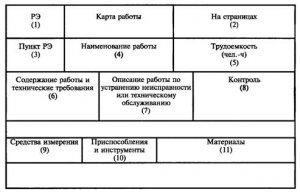 РЭ
(1)
Карта работы
На страницах
(2)
Пункт РЭ
(3)
Наименование работы
(4)
Трудоемкость
(чел.-ч)
(5)
Содержание работы и
технические требования
(6)
Описание работы по
устранению неисправности
или техническому
обслуживанию
(7)
Контроль
(8)
Средства измерения
(9)
Приспособления
и инструменты
(10)
Материалы
(11)